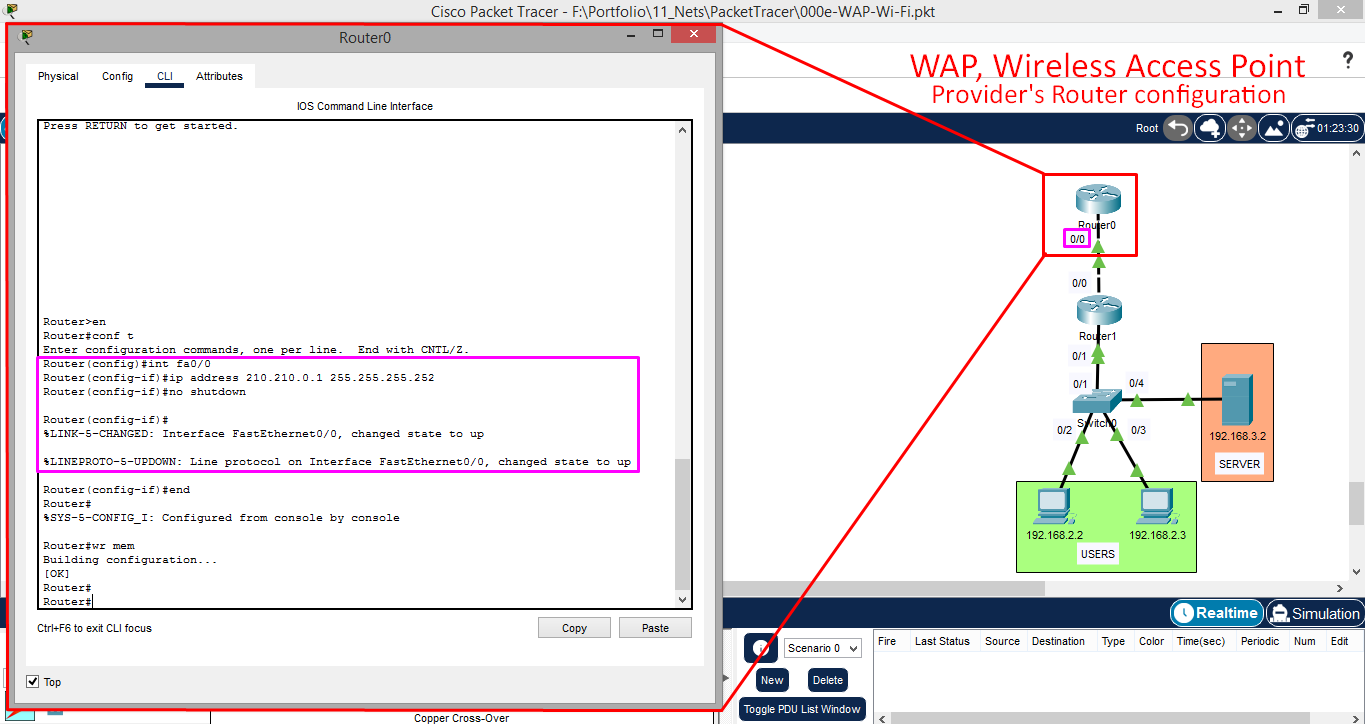 Cisco Packet Tracer - F:\Portfolio\11_Nets\PacketTracer\000e-WAP-Wi-Fi.pkt
Router0
Physical Config CLI Attributes
IOS Command Line Interface
Press RETURN to get started.
Router>en
Router#conf t
Enter configuration commands, one per line.  End with CNTL/Z.
Router(config)#int fa0/0
Router(config-if)#ip address 210.210.0.1 255.255.255.252
Router(config-if)#no shutdown
Router(config-if)#
%LINK-5-CHANGED: Interface FastEthernet0/0, changed state to up
%LINEPROTO-5-UPDOWN: Line protocol on Interface FastEthernet0/0, changed state to up
Router(config-if)#end
Router#
%SYS-5-CONFIG_I: Configured from console by console
Router#wr mem
Building configuration...
[OK]
Router#
Router#
Ctrl+F6 to exit CLI focus
Copy Paste
Top
WAP, Wireless Access Point
Provider's Router configuration
?
Root 01:23:30
Router0
0/0
0/0
Router1
0/1
0/1
0/4
Switch0
0/2
0/3
192.168.3.2
SERVER
192.168.2.2
192.168.2.3
USERS
Realtime Simulation
Scenario 0
New Delete
Toggle PDU List Window
Fire Last Status Source Destination Type Color Time(sec) Periodic Num Edit
Copper Cross-Over